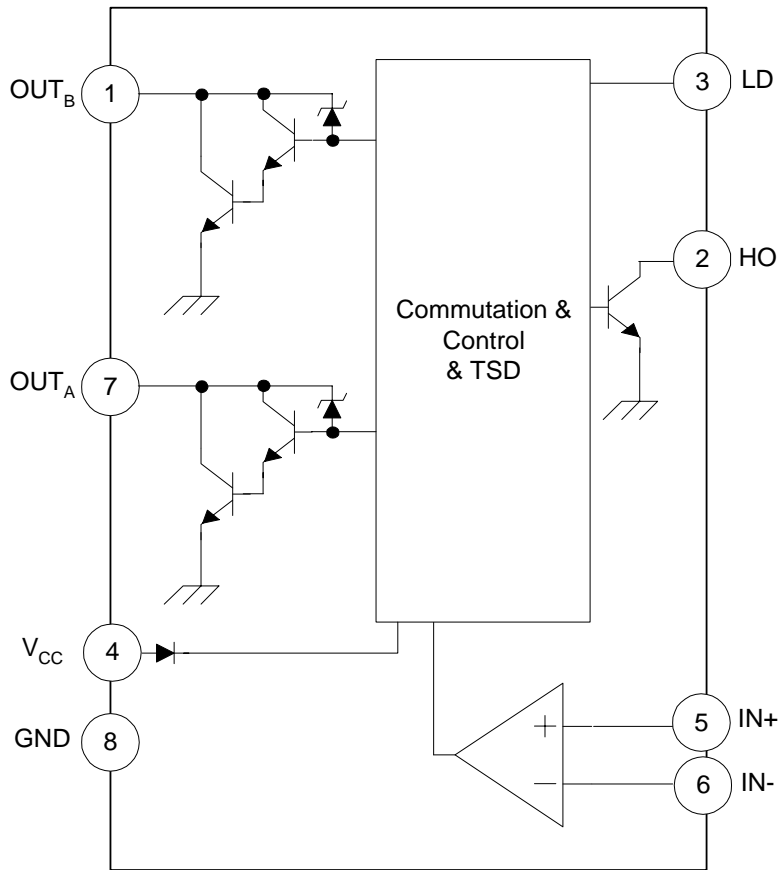 OUT_B
1
3
LD
2
HO
Commutation &
Control
& TSD
OUT_A
7
V_CC
4
GND
8
+
−
5
IN+
6
IN-